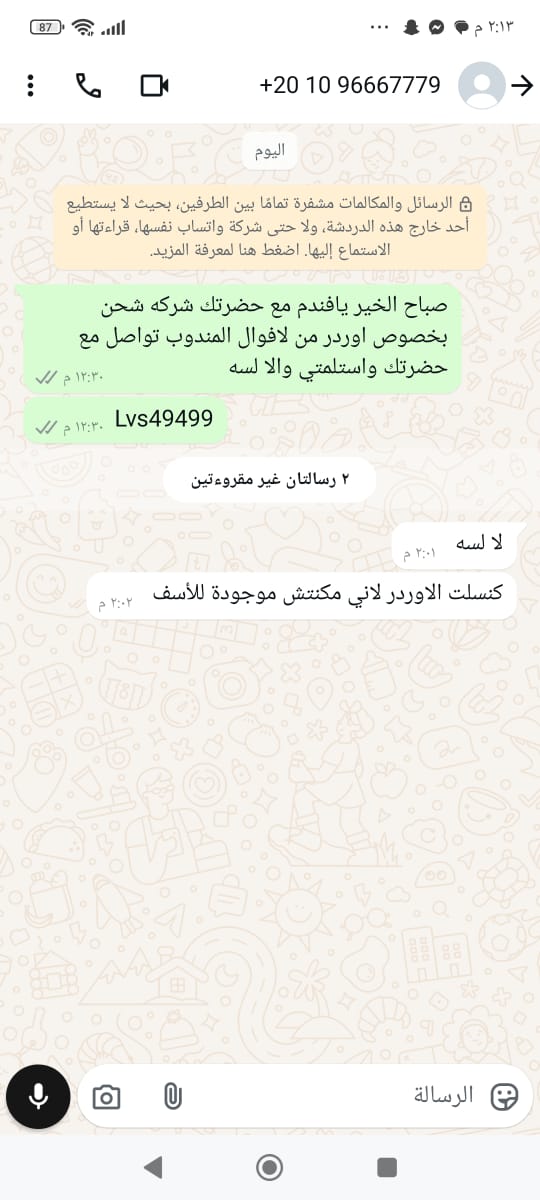 87
٢:١٣ م
+20 10 96667779
اليوم
الرسائل والمكالمات مشفرة تمامًا بين الطرفين، بحيث لا يستطيع
أحد خارج هذه الدردشة، ولا حتى شركة واتساب نفسها، قراءتها أو
الاستماع إليها. اضغط هنا لمعرفة المزيد.
صباح الخير يافندم مع حضرتك شركه شحن
بخصوص اوردر من لافوال المندوب تواصل مع
حضرتك واستلمتي والا لسه
١٢:٣٠ م
Lvs49499
١٢:٣٠ م
٢ رسالتان غير مقروءتين
لا لسه
٢:٠١ م
كنسلت الاوردر لاني مكنتش موجودة للأسف
٢:٠٢ م
الرسالة